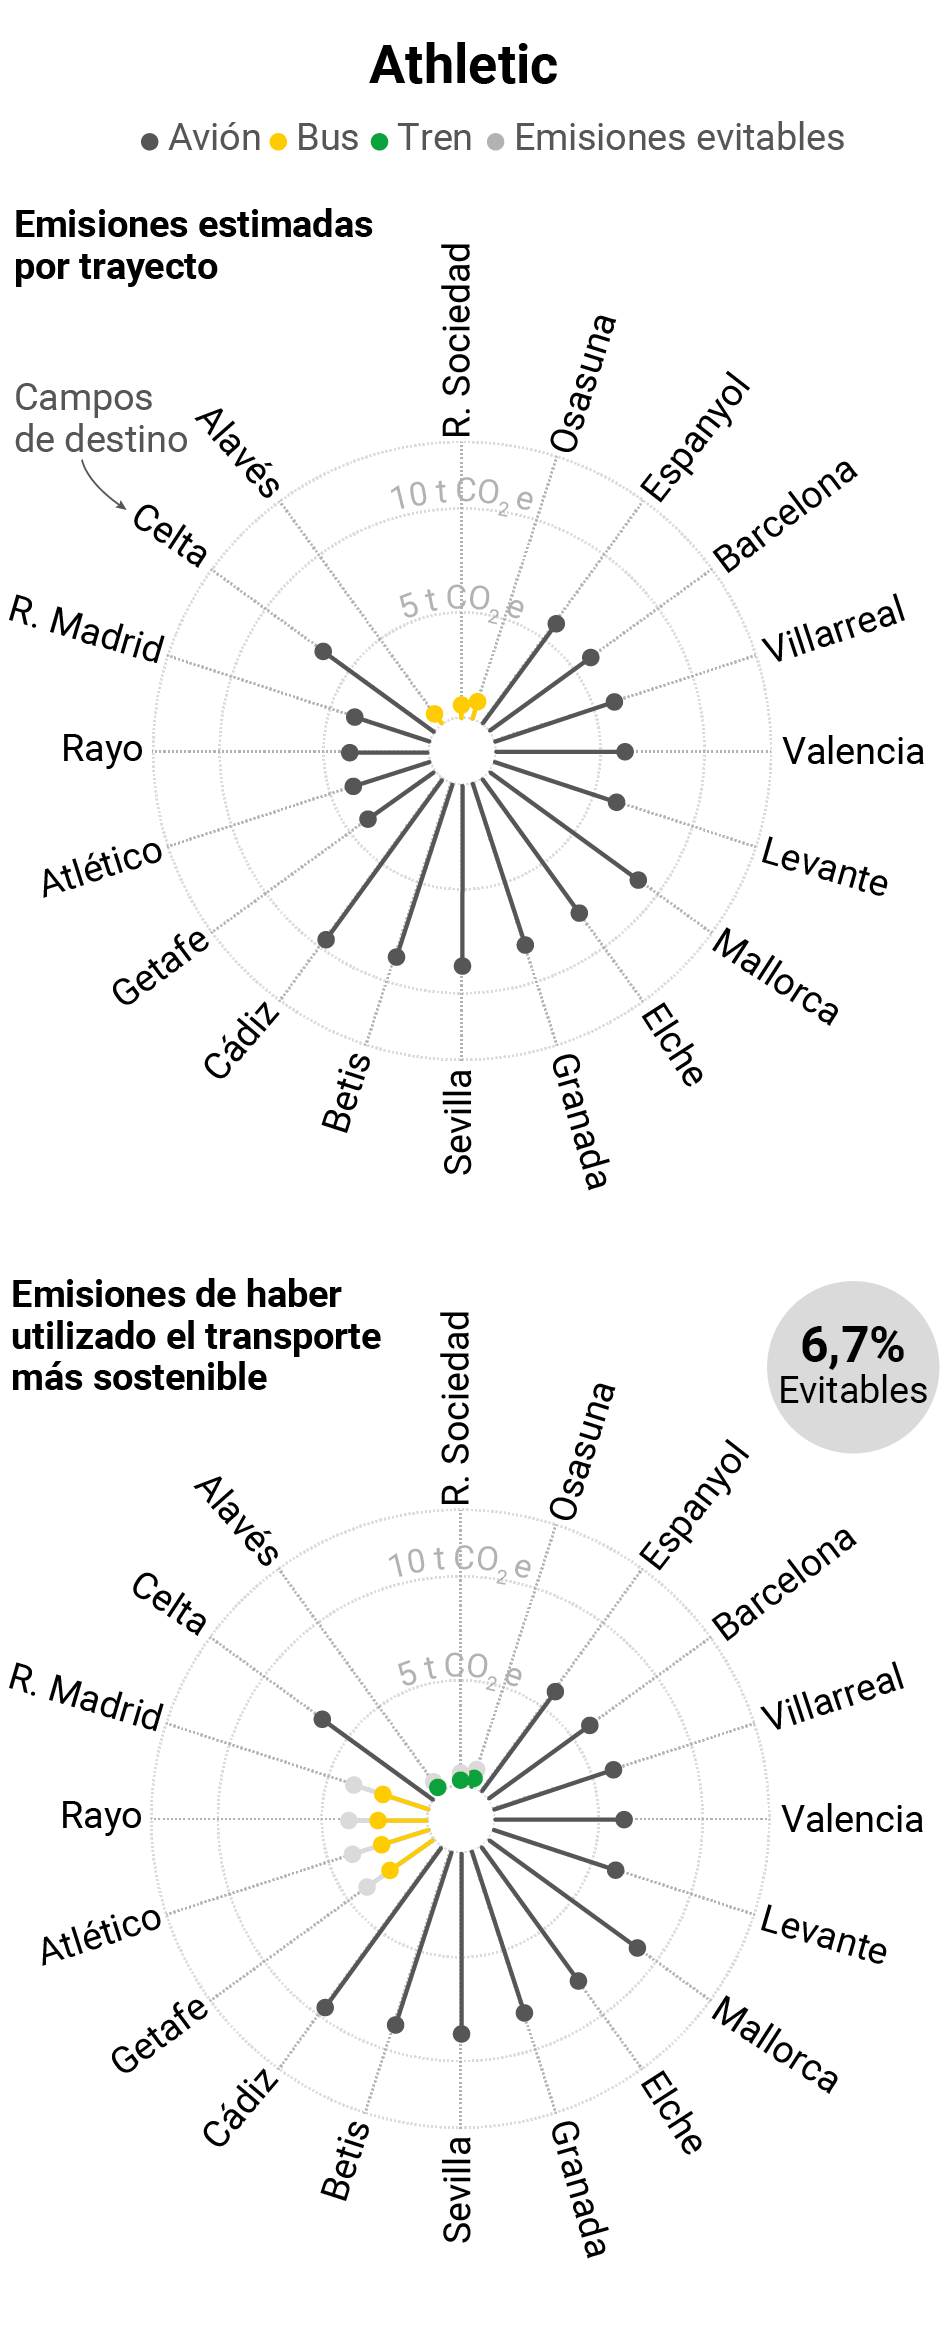 Athletic
Avión Bus Tren Emisiones evitables
Emisiones estimadas
por trayecto
Campos
de destino
R. Sociedad
Osasuna
Espanyol
Barcelona
Villarreal
Valencia
Levante
Mallorca
Elche
Granada
Sevilla
Betis
Cádiz
Getafe
Atlético
Rayo
R. Madrid
Celta
Alavés
10 t CO₂ e
5 t CO₂ e
Emisiones de haber
utilizado el transporte
más sostenible
6,7%
Evitables
R. Sociedad
Osasuna
Espanyol
Barcelona
Villarreal
Valencia
Levante
Mallorca
Elche
Granada
Sevilla
Betis
Cádiz
Getafe
Atlético
Rayo
R. Madrid
Celta
Alavés
10 t CO₂ e
5 t CO₂ e